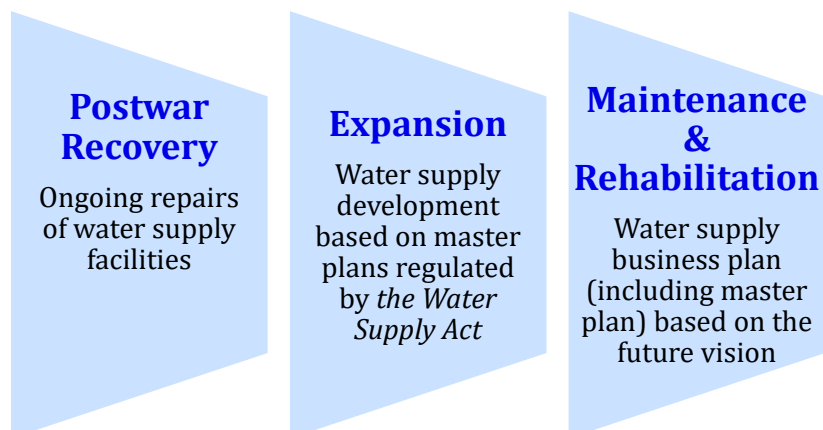 Postwar
Recovery
Ongoing repairs
of water supply
facilities
Expansion
Water supply
development
based on master
plans regulated
by the Water
Supply Act
Maintenance
&
Rehabilitation
Water supply
business plan
(including master
plan) based on the
future vision